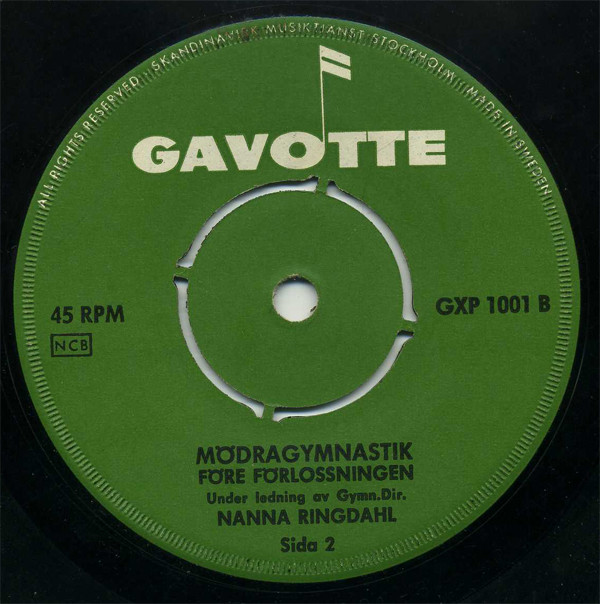 ALL RIGHTS RESERVED. SKANDINAVISK MUSIKTJÄNST STOCKHOLM MADE IN SWEDEN
GAVOTTE
45 RPM
GXP 1001 B
NCB
MÖDRAGYMNASTIK
FÖRE FÖRLOSSNINGEN
Under ledning av Gymn.Dir.
NANNA RINGDAHL
Sida 2